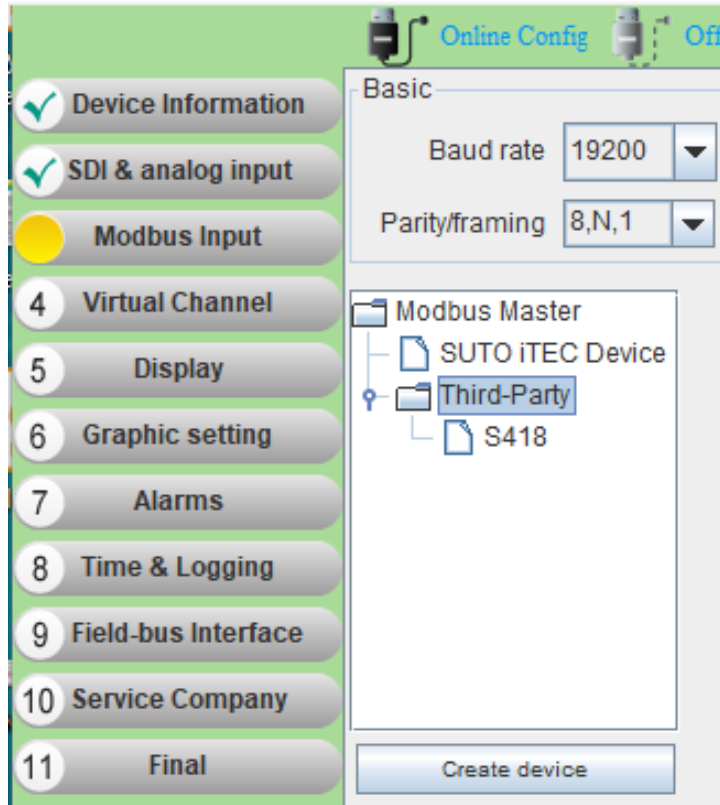 Online Config Off
Device Information
SDI & analog input
Modbus Input
4 Virtual Channel
5 Display
6 Graphic setting
7 Alarms
8 Time & Logging
9 Field-bus Interface
10 Service Company
11 Final
Basic
Baud rate 19200
Parity/framing 8,N,1
Modbus Master
SUTO iTEC Device
Third-Party
S418
Create device